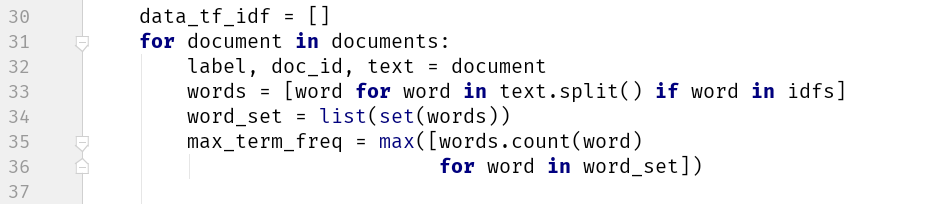 30 data_tf_idf = []
31 for document in documents:
32 label, doc_id, text = document
33 words = [word for word in text.split() if word in idfs]
34 word_set = list(set(words))
35 max_term_freq = max([words.count(word)
36 for word in word_set])
37